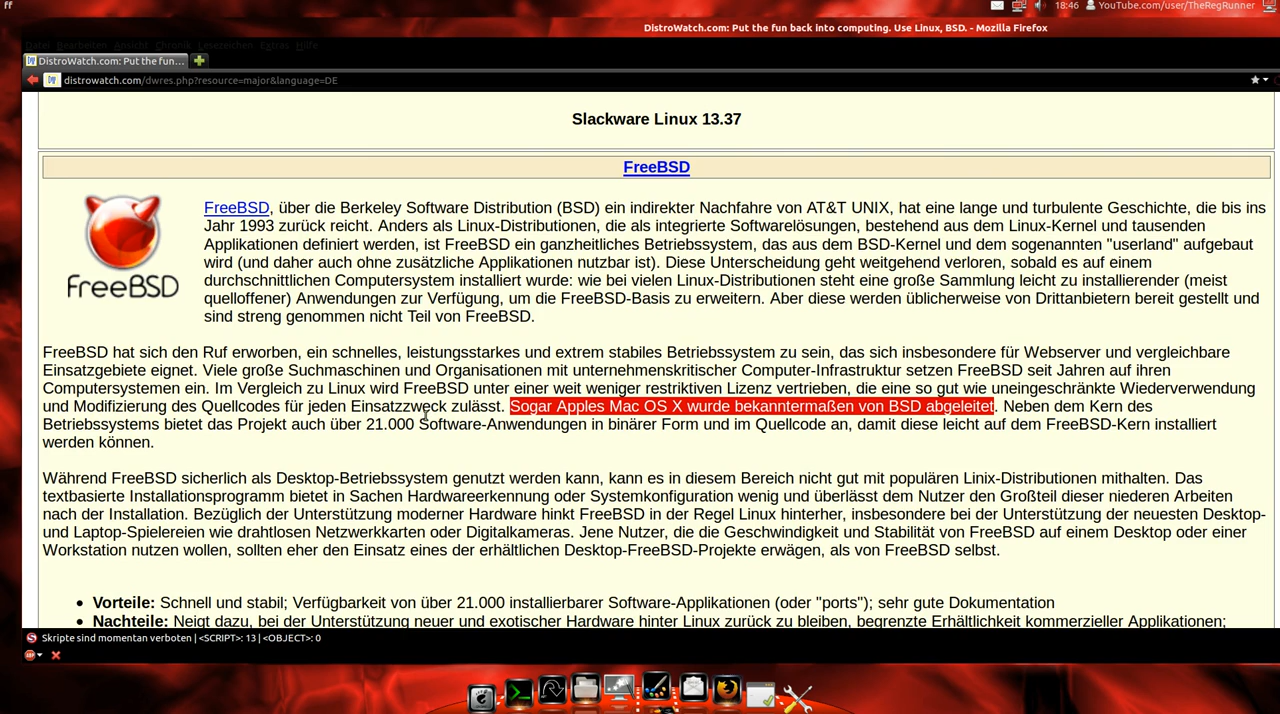 ff
18:46 YouTube.com/user/TheRegRunner
DistroWatch.com: Put the fun back into computing. Use Linux, BSD. - Mozilla Firefox
Datei Bearbeiten Ansicht Chronik Lesezeichen Extras Hilfe
DistroWatch.com: Put the fun...
distrowatch.com/dwres.php?resource=major&language=DE
Slackware Linux 13.37
FreeBSD
FreeBSD, über die Berkeley Software Distribution (BSD) ein indirekter Nachfahre von AT&T UNIX, hat eine lange und turbulente Geschichte, die bis ins
Jahr 1993 zurück reicht. Anders als Linux-Distributionen, die als integrierte Softwarelösungen, bestehend aus dem Linux-Kernel und tausenden
Applikationen definiert werden, ist FreeBSD ein ganzheitliches Betriebssystem, das aus dem BSD-Kernel und dem sogenannten "userland" aufgebaut
wird (und daher auch ohne zusätzliche Applikationen nutzbar ist). Diese Unterscheidung geht weitgehend verloren, sobald es auf einem
durchschnittlichen Computersystem installiert wurde: wie bei vielen Linux-Distributionen steht eine große Sammlung leicht zu installierender (meist
quelloffener) Anwendungen zur Verfügung, um die FreeBSD-Basis zu erweitern. Aber diese werden üblicherweise von Drittanbietern bereit gestellt und
sind streng genommen nicht Teil von FreeBSD.
FreeBSD
FreeBSD hat sich den Ruf erworben, ein schnelles, leistungsstarkes und extrem stabiles Betriebssystem zu sein, das sich insbesondere für Webserver und vergleichbare
Einsatzgebiete eignet. Viele große Suchmaschinen und Organisationen mit unternehmenskritischer Computer-Infrastruktur setzen FreeBSD seit Jahren auf ihren
Computersystemen ein. Im Vergleich zu Linux wird FreeBSD unter einer weit weniger restriktiven Lizenz vertrieben, die eine so gut wie uneingeschränkte Wiederverwendung
und Modifizierung des Quellcodes für jeden Einsatzzweck zulässt. Sogar Apples Mac OS X wurde bekanntermaßen von BSD abgeleitet. Neben dem Kern des
Betriebssystems bietet das Projekt auch über 21.000 Software-Anwendungen in binärer Form und im Quellcode an, damit diese leicht auf dem FreeBSD-Kern installiert
werden können.
Während FreeBSD sicherlich als Desktop-Betriebssystem genutzt werden kann, kann es in diesem Bereich nicht gut mit populären Linix-Distributionen mithalten. Das
textbasierte Installationsprogramm bietet in Sachen Hardwareerkennung oder Systemkonfiguration wenig und überlässt dem Nutzer den Großteil dieser niederen Arbeiten
nach der Installation. Bezüglich der Unterstützung moderner Hardware hinkt FreeBSD in der Regel Linux hinterher, insbesondere bei der Unterstützung der neuesten Desktop-
und Laptop-Spielereien wie drahtlosen Netzwerkkarten oder Digitalkameras. Jene Nutzer, die die Geschwindigkeit und Stabilität von FreeBSD auf einem Desktop oder einer
Workstation nutzen wollen, sollten eher den Einsatz eines der erhältlichen Desktop-FreeBSD-Projekte erwägen, als von FreeBSD selbst.
• Vorteile: Schnell und stabil; Verfügbarkeit von über 21.000 installierbarer Software-Applikationen (oder "ports"); sehr gute Dokumentation
• Nachteile: Neigt dazu, bei der Unterstützung neuer und exotischer Hardware hinter Linux zurück zu bleiben, begrenzte Erhältlichkeit kommerzieller Applikationen;
Skripte sind momentan verboten | <SCRIPT>: 13 | <OBJECT>: 0
ABP